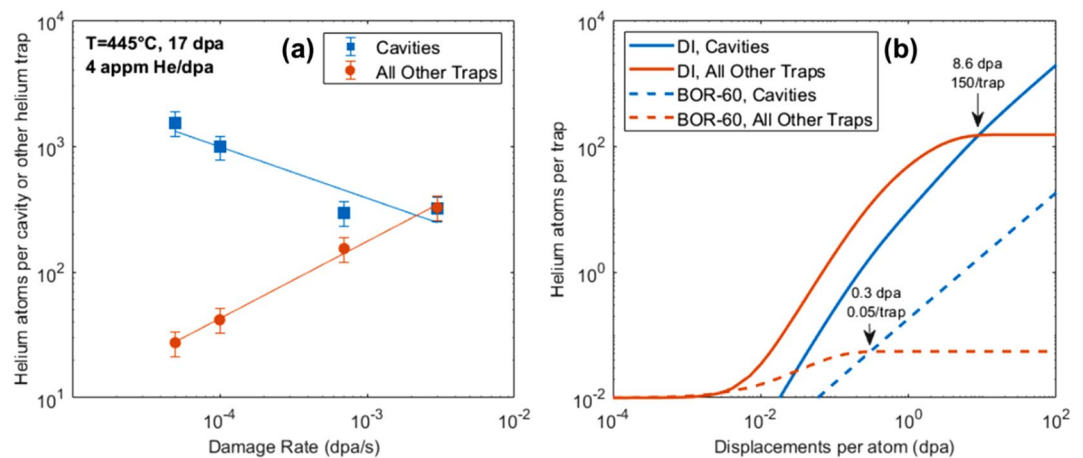 T=445°C, 17 dpa
4 appm He/dpa
(a)
Cavities
All Other Traps
Helium atoms per cavity or other helium trap
10^4
10^3
10^2
10^1
10^-4
10^-3
10^-2
Damage Rate (dpa/s)
(b)
DI, Cavities
DI, All Other Traps
BOR-60, Cavities
BOR-60, All Other Traps
8.6 dpa
150/trap
0.3 dpa
0.05/trap
Helium atoms per trap
10^4
10^2
10^0
10^-2
10^-4
10^-2
10^0
10^2
Displacements per atom (dpa)